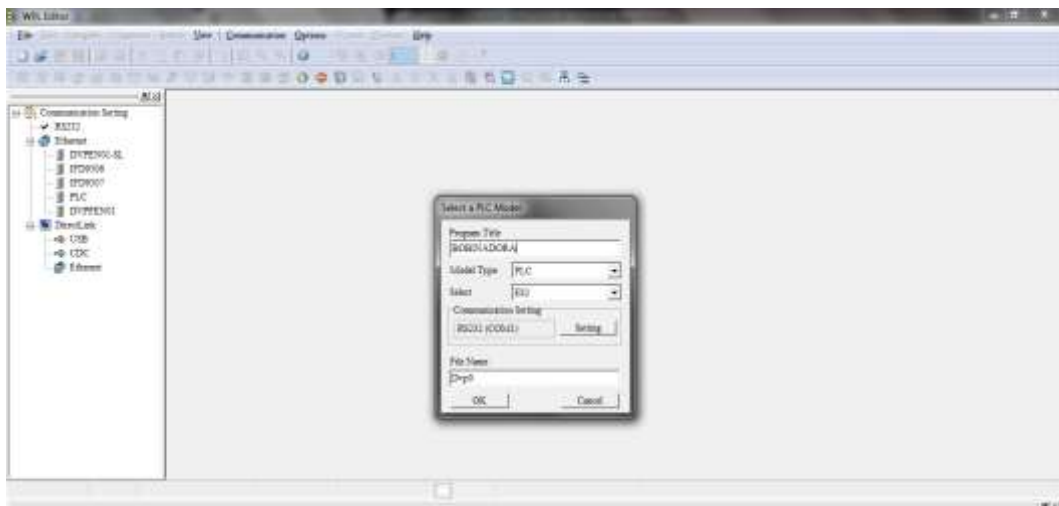 WPL Editor
File View Communication Options Help
Communication Setting
RS232
Ethernet
DVPEN01-SL
IFD9506
IFD9507
PLC
DVPFEN01
DirectLink
USB
CDC
Ethernet
Select a PLC Model
Program Title
BOBINADORA
Model Type PLC
Select ES2
Communication Setting
Setting
File Name
Dvp0
OK Cancel